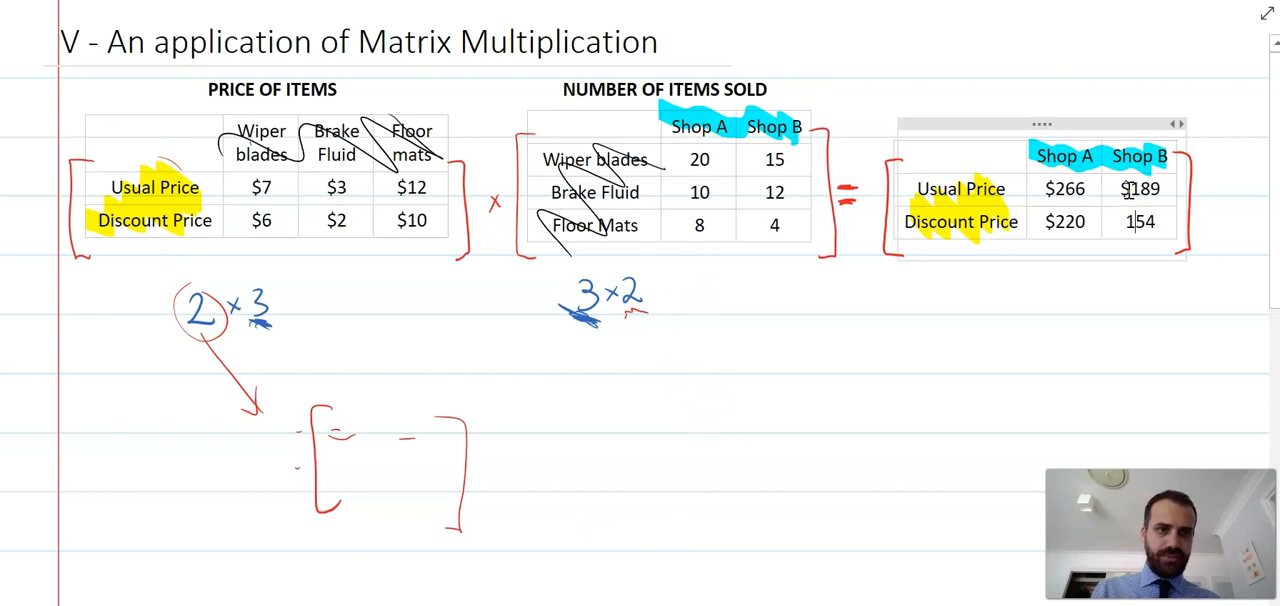 V - An application of Matrix Multiplication
PRICE OF ITEMS
Wiper blades Brake Fluid Floor mats
Usual Price $7 $3 $12
Discount Price $6 $2 $10
×
NUMBER OF ITEMS SOLD
Shop A Shop B
Wiper blades 20 15
Brake Fluid 10 12
Floor Mats 8 4
=
Shop A Shop B
Usual Price $266 $189
Discount Price $220 154
2 × 3
3 × 2